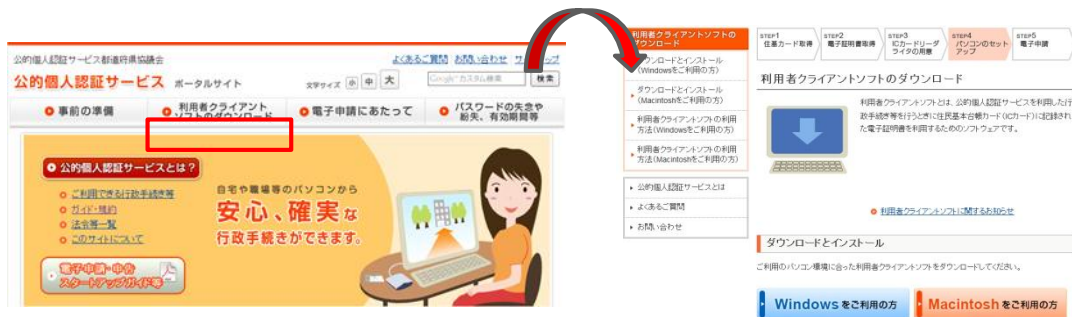 公的個人認証サービス都道府県協議会
よくあるご質問 お問い合わせ サイトマップ
公的個人認証サービス ポータルサイト
文字サイズ 小 中 大
Google カスタム検索 検索
事前の準備
利用者クライアント
ソフトのダウンロード
電子申請にあたって
パスワードの失念や
紛失、有効期間等
公的個人認証サービスとは?
ご利用できる行政手続き等
ガイド・規約
法令等一覧
このサイトについて
電子申請・申告
スタートアップガイド等
自宅や職場等のパソコンから
安心、確実な
行政手続きができます。
利用者クライアントソフトの
ダウンロード
ダウンロードとインストール
(Windowsをご利用の方)
ダウンロードとインストール
(Macintoshをご利用の方)
利用者クライアントソフトの利用
方法(Windowsをご利用の方)
利用者クライアントソフトの利用
方法(Macintoshをご利用の方)
公的個人認証サービスとは
よくあるご質問
お問い合わせ
STEP1
住基カード取得
STEP2
電子証明書取得
STEP3
ICカードリーダ
ライタの用意
STEP4
パソコンのセット
アップ
STEP5
電子申請
利用者クライアントソフトのダウンロード
利用者クライアントソフトとは、公的個人認証サービスを利用した行
政手続き等を行うときに住民基本台帳カード(ICカード)に記録され
た電子証明書を利用するためのソフトウェアです。
利用者クライアントソフトに関するお知らせ
ダウンロードとインストール
ご利用のパソコン環境に合った利用者クライアントソフトをダウンロードしてください。
Windows をご利用の方
Macintosh をご利用の方